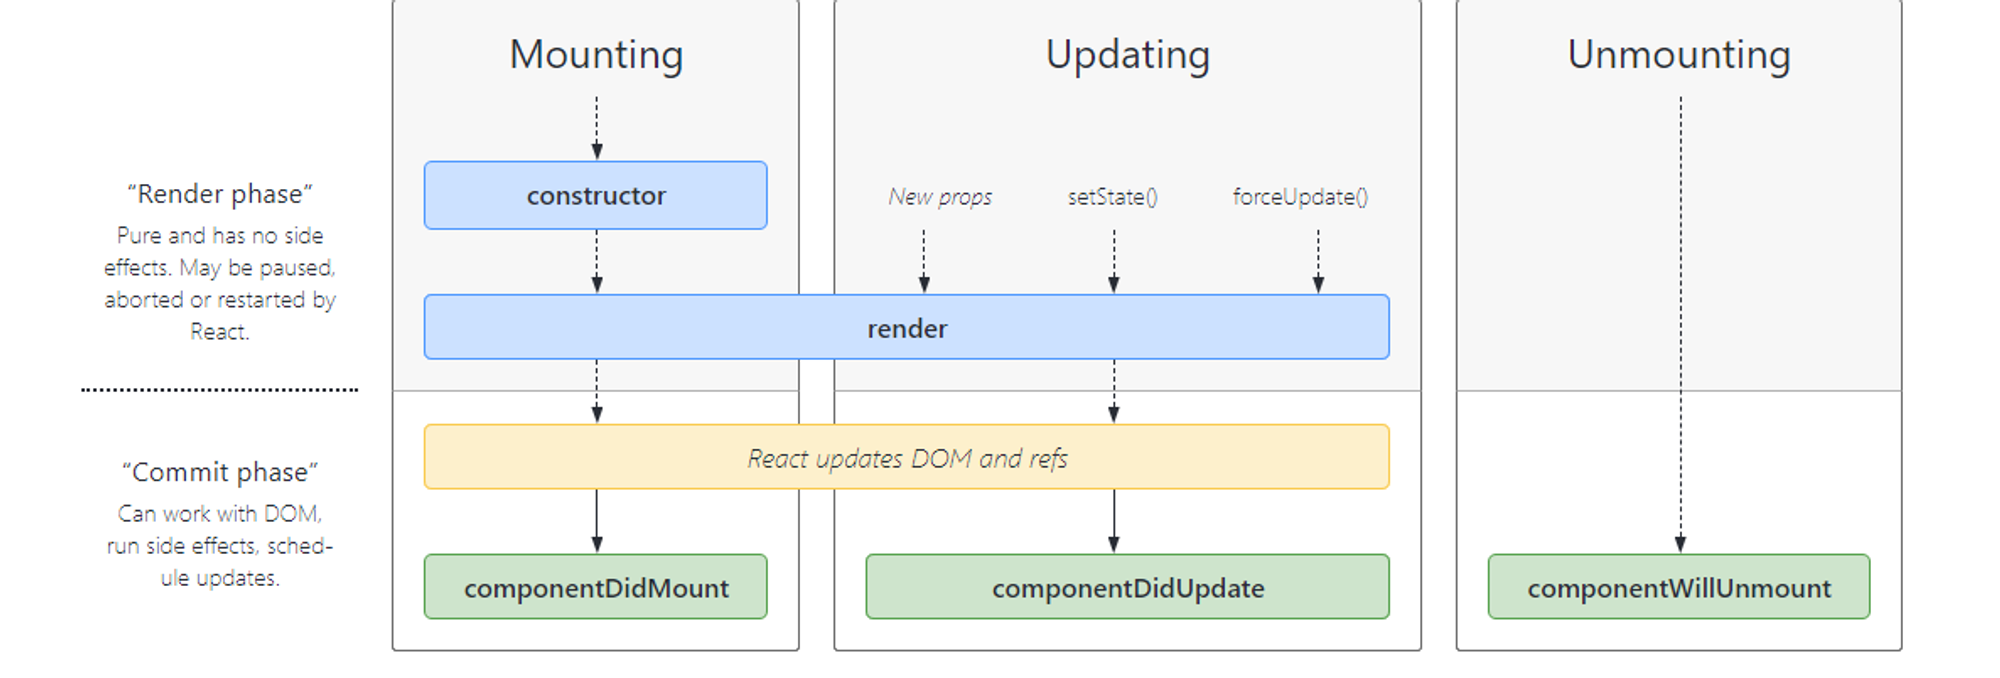 Mounting
Updating
Unmounting
“Render phase”
Pure and has no side
effects. May be paused,
aborted or restarted by
React.
constructor
New props
setState()
forceUpdate()
render
“Commit phase”
Can work with DOM,
run side effects, sched-
ule updates.
React updates DOM and refs
componentDidMount
componentDidUpdate
componentWillUnmount